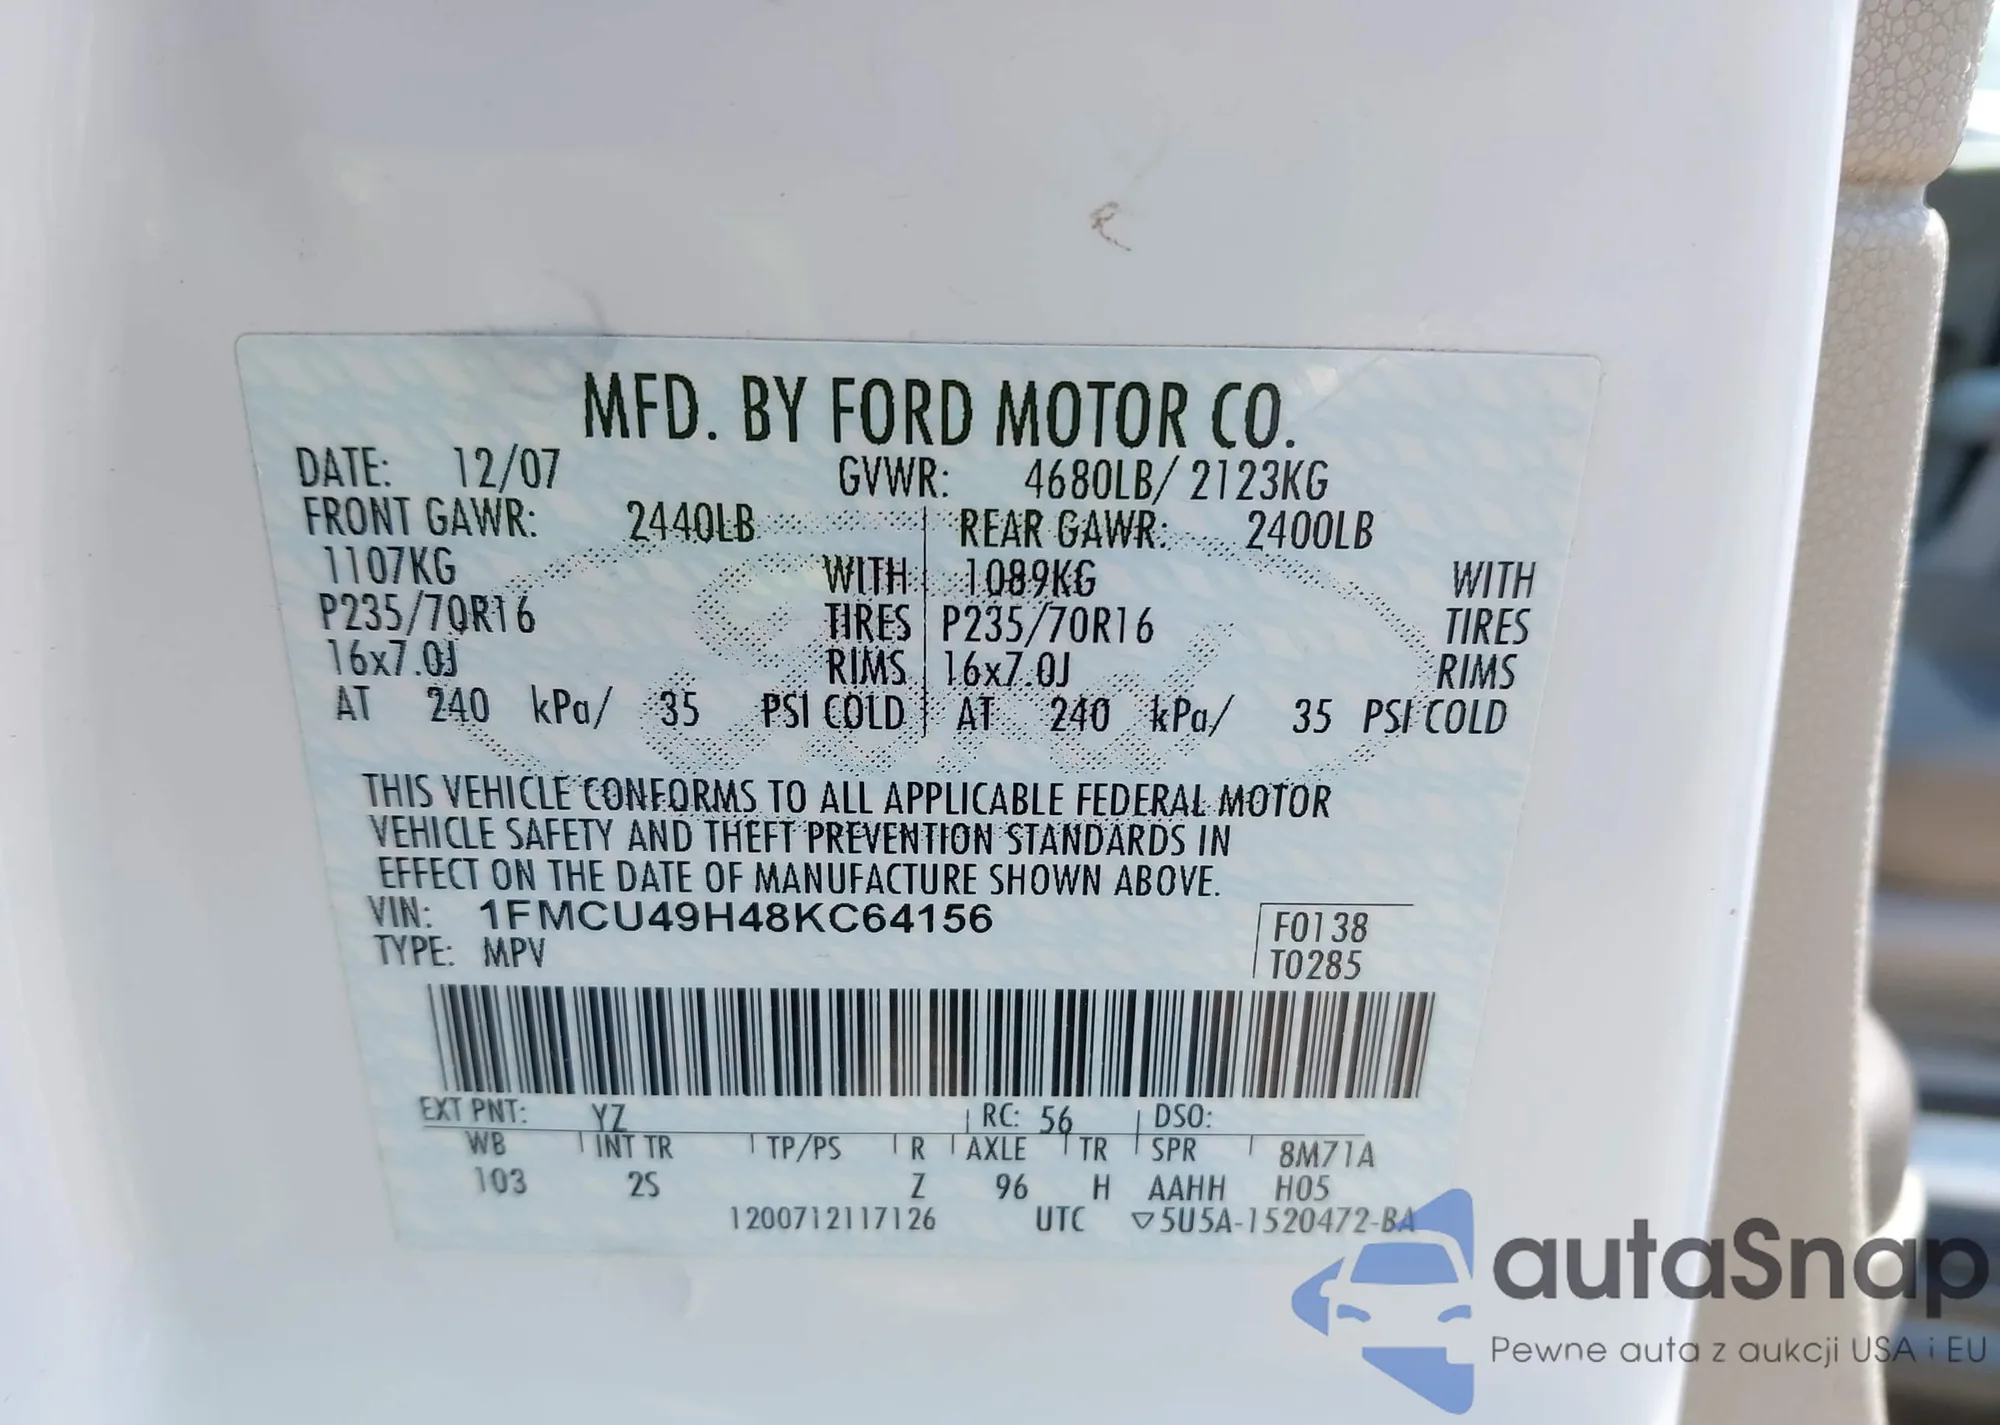 MFD. BY FORD MOTOR CO.
DATE: 12/07 GVWR: 4680LB/ 2123KG
FRONT GAWR: 2440LB REAR GAWR: 2400LB
1107KG WITH 1089KG WITH
P235/70R16 TIRES P235/70R16 TIRES
16x7.0J RIMS 16x7.0J RIMS
AT 240 kPa/ 35 PSI COLD AT 240 kPa/ 35 PSI COLD
THIS VEHICLE CONFORMS TO ALL APPLICABLE FEDERAL MOTOR
VEHICLE SAFETY AND THEFT PREVENTION STANDARDS IN
EFFECT ON THE DATE OF MANUFACTURE SHOWN ABOVE.
VIN: 1FMCU49H48KC64156 F0138
TYPE: MPV T0285
EXT PNT: YZ RC: 56 DSO:
WB INT TR TP/PS R AXLE TR SPR 8M71A
103 2S Z 96 H AAHH H05
1200712117126 UTC ▽5U5A-1520472-BA
autaSnap
Pewne auta z aukcji USA i EU